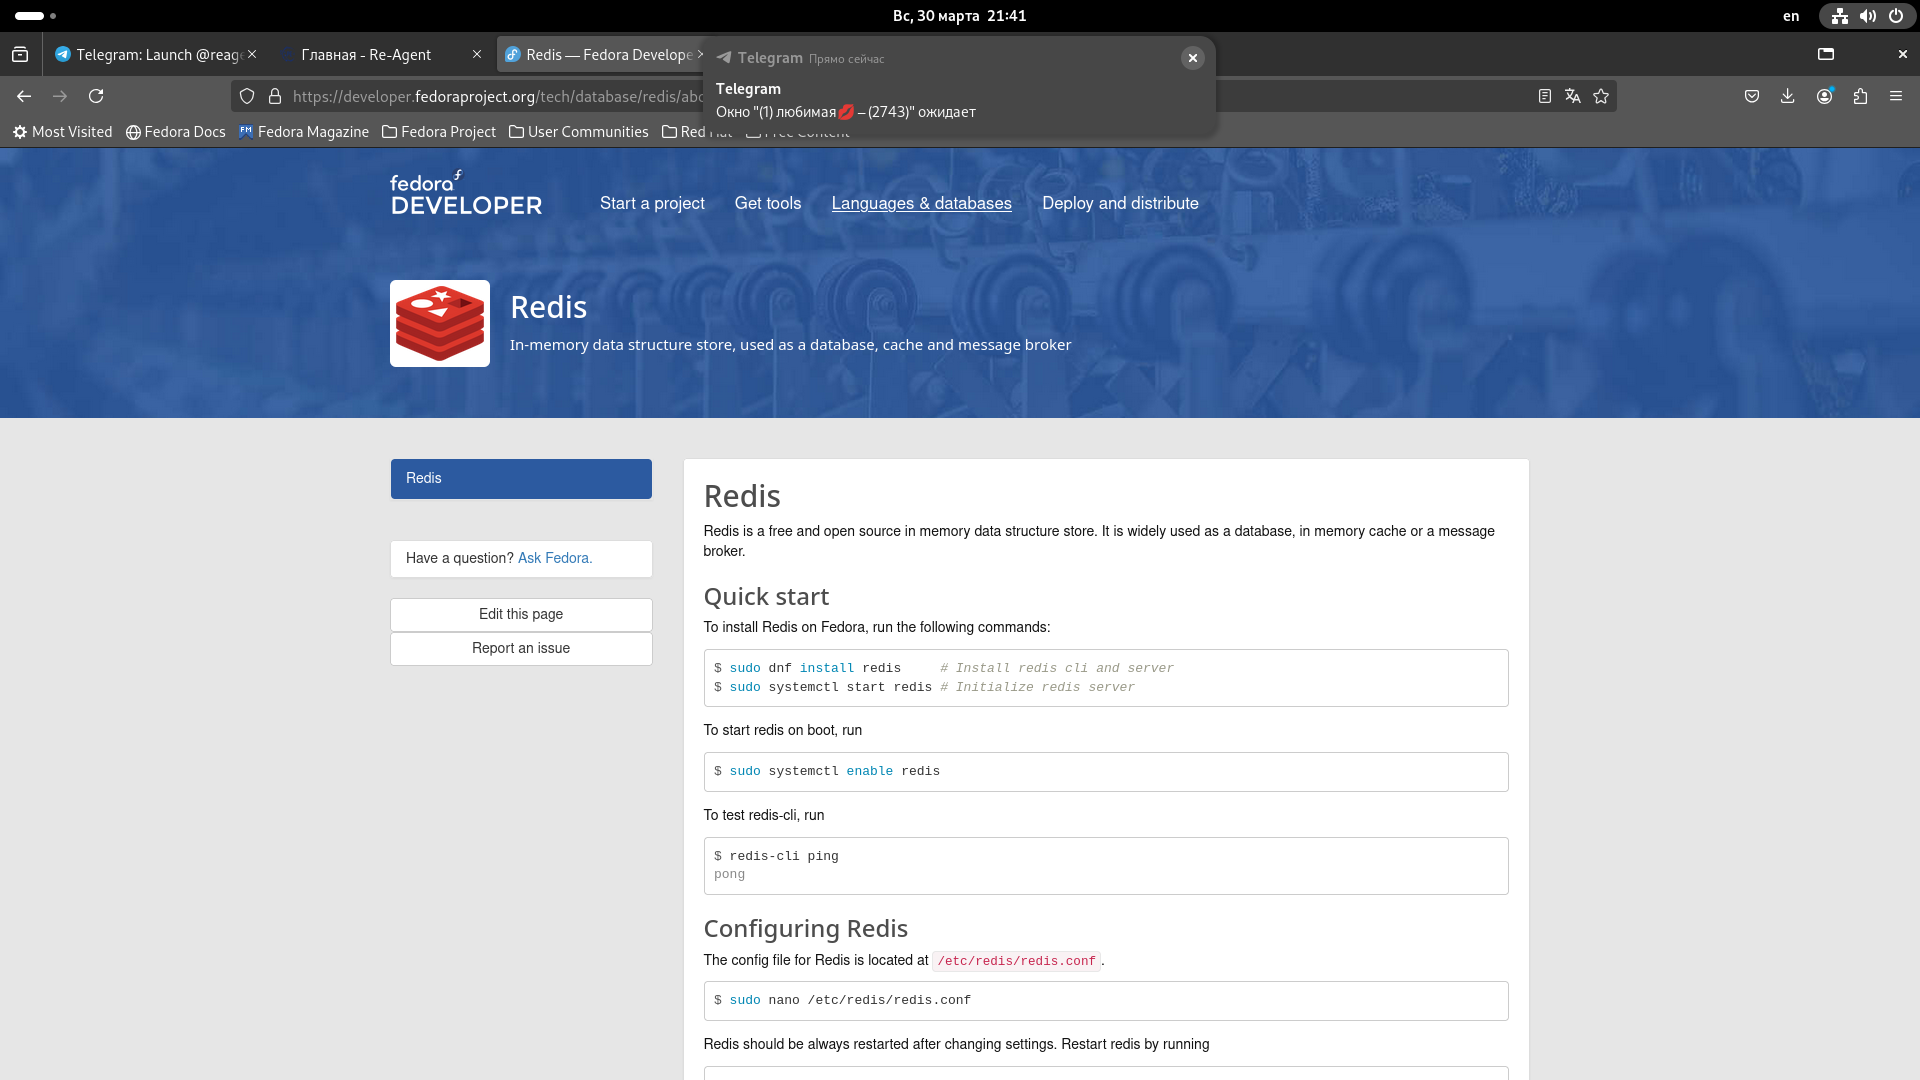 Вс, 30 марта 21:41
en
Telegram: Launch @reage
Главная - Re-Agent
Redis — Fedora Develope
Telegram Прямо сейчас
Telegram
Окно "(1) любимая💋 – (2743)" ожидает
https://developer.fedoraproject.org/tech/database/redis/abo
Most Visited
Fedora Docs
Fedora Magazine
Fedora Project
User Communities
Red Hat
Free Content
fedora
DEVELOPER
Start a project
Get tools
Languages & databases
Deploy and distribute
Redis
In-memory data structure store, used as a database, cache and message broker
Redis
Have a question? Ask Fedora.
Edit this page
Report an issue
Redis
Redis is a free and open source in memory data structure store. It is widely used as a database, in memory cache or a message
broker.
Quick start
To install Redis on Fedora, run the following commands:
$ sudo dnf install redis     # Install redis cli and server
$ sudo systemctl start redis # Initialize redis server
To start redis on boot, run
$ sudo systemctl enable redis
To test redis-cli, run
$ redis-cli ping
pong
Configuring Redis
The config file for Redis is located at /etc/redis/redis.conf.
$ sudo nano /etc/redis/redis.conf
Redis should be always restarted after changing settings. Restart redis by running